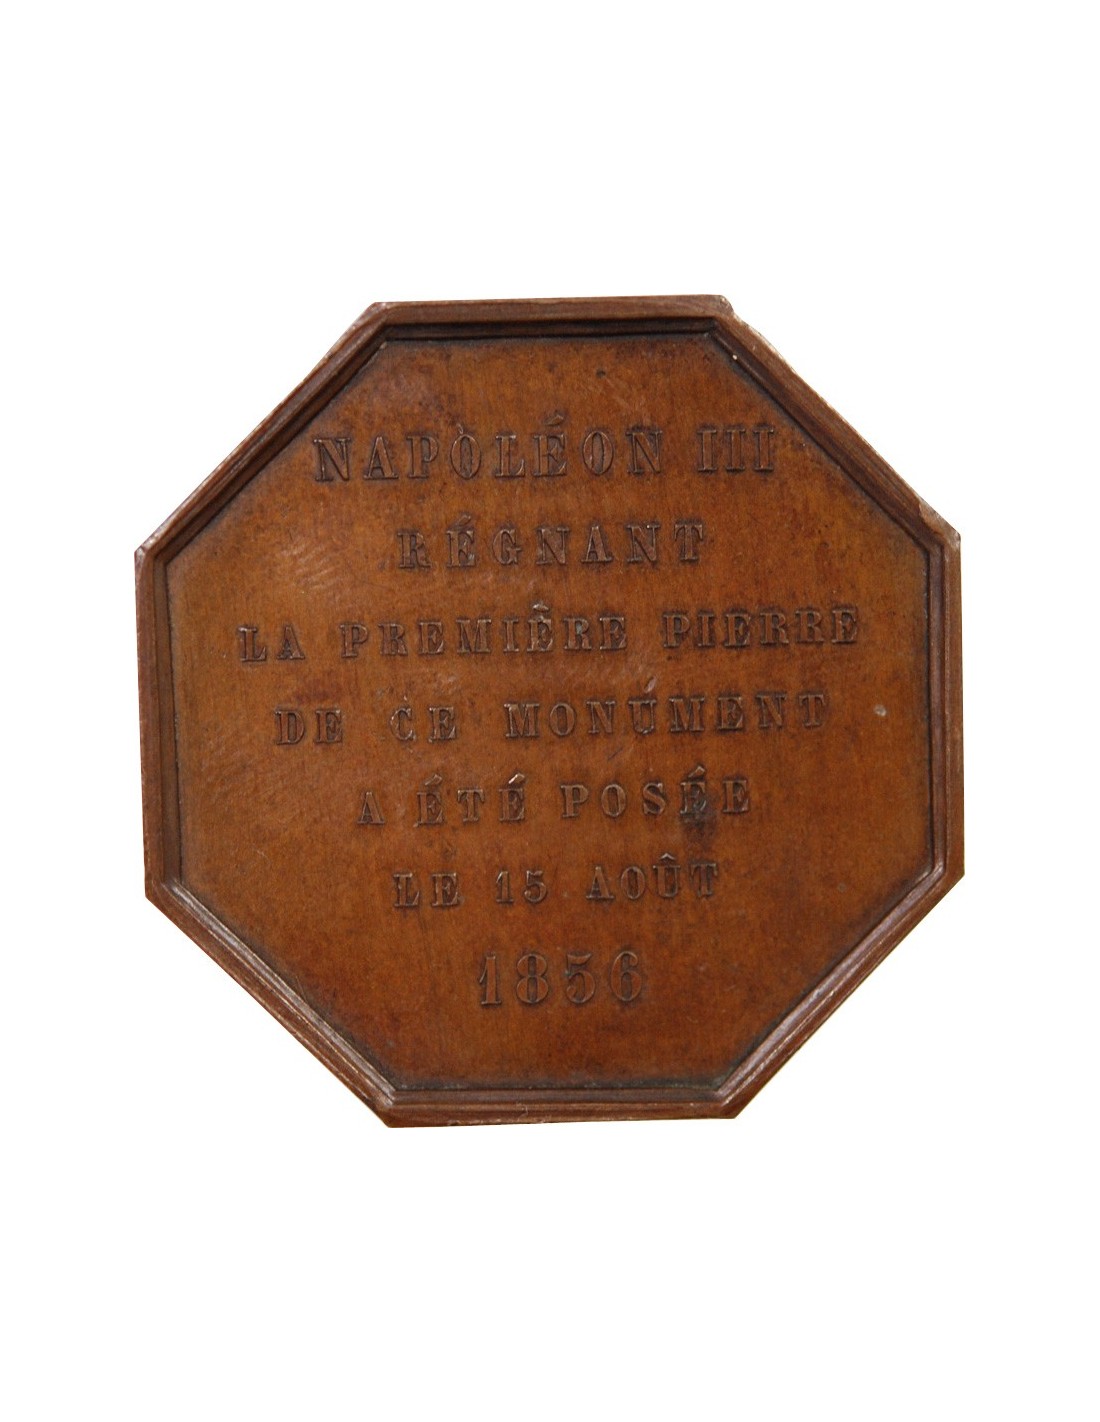 NAPOLÉON III
RÉGNANT
LA PREMIÈRE PIERRE
DE CE MONUMENT
A ÉTÉ POSÉE
LE 15 AOÛT
1856